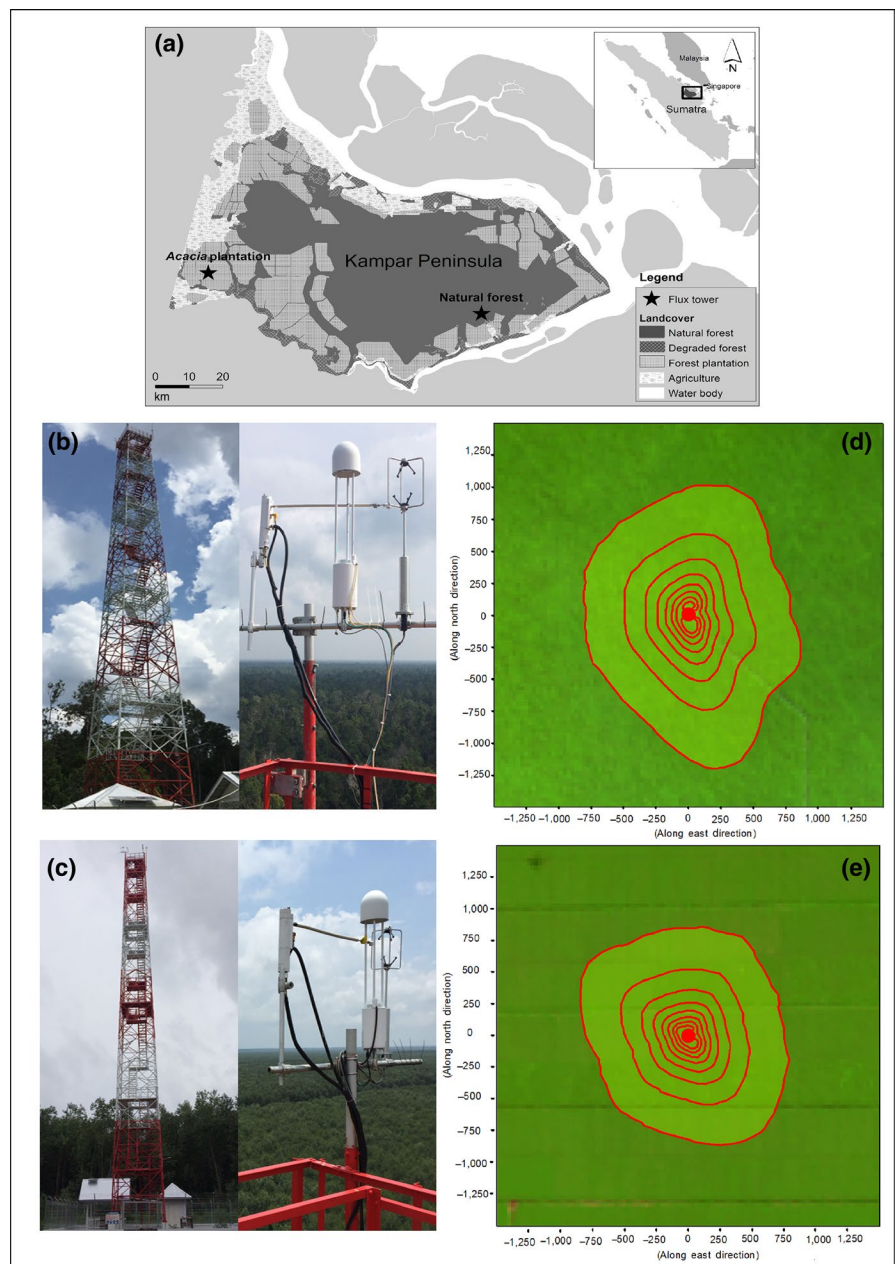 (a)
Malaysia
N
Singapore
Sumatra
Acacia plantation
Kampar Peninsula
Natural forest
0 10 20
km
Legend
Flux tower
Landcover
Natural forest
Degraded forest
Forest plantation
Agriculture
Water body
(b)
(d)
1,250
1,000
750
500
250
0
−250
−500
−750
−1,000
−1,250
(Along north direction)
−1,250 −1,000 −750 −500 −250 0 250 500 750 1,000 1,250
(Along east direction)
(c)
(e)
1,250
1,000
750
500
250
0
−250
−500
−750
−1,000
−1,250
(Along north direction)
−1,250 −1,000 −750 −500 −250 0 250 500 750 1,000 1,250
(Along east direction)